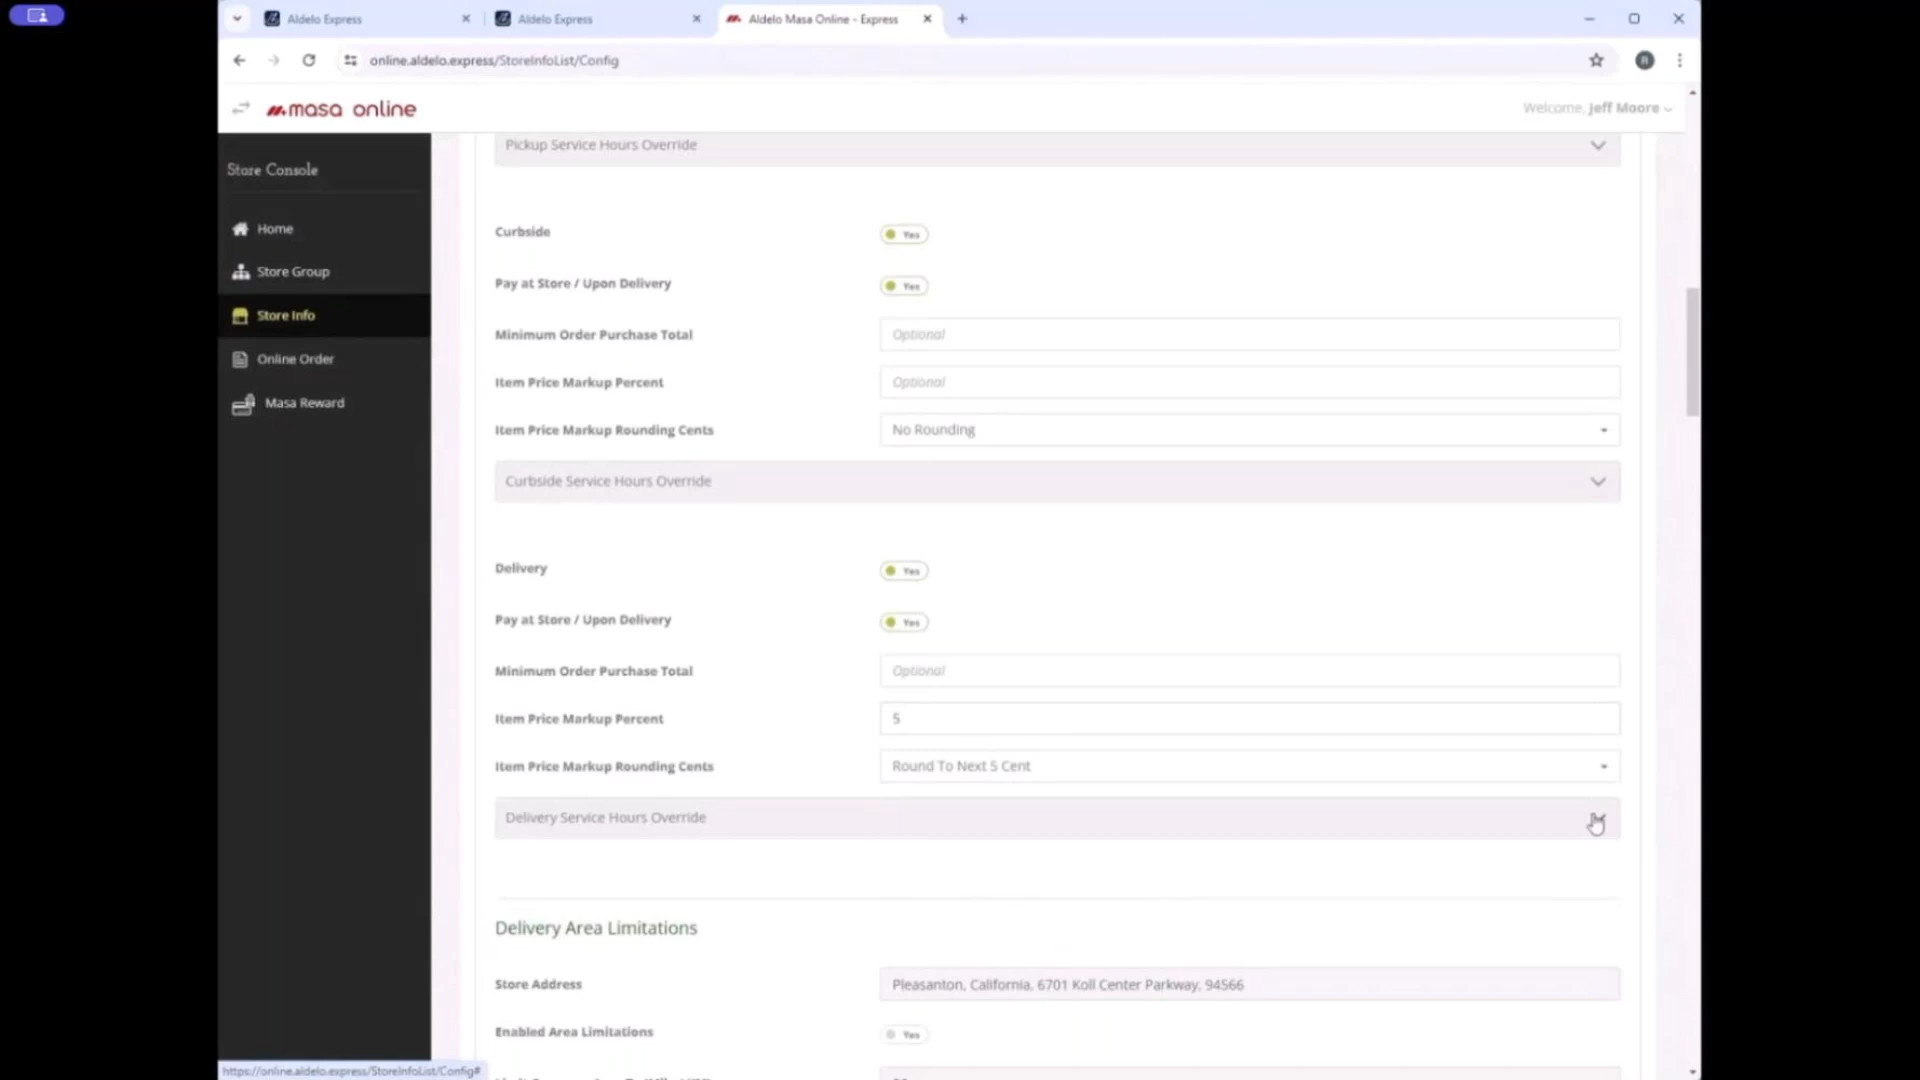 Aldelo Express
Aldelo Express
Aldelo Masa Online - Express
online.aldelo.express/StoreInfoList/Config
masa online
Welcome, Jeff Moore
Store Console
Home
Store Group
Store Info
Online Order
Masa Reward
Pickup Service Hours Override
Curbside
Yes
Pay at Store / Upon Delivery
Yes
Minimum Order Purchase Total
Optional
Item Price Markup Percent
Optional
Item Price Markup Rounding Cents
No Rounding
Curbside Service Hours Override
Delivery
Yes
Pay at Store / Upon Delivery
Yes
Minimum Order Purchase Total
Optional
Item Price Markup Percent
5
Item Price Markup Rounding Cents
Round To Next 5 Cent
Delivery Service Hours Override
Delivery Area Limitations
Store Address
Pleasanton, California, 6701 Koll Center Parkway, 94566
Enabled Area Limitations
Yes
https://online.aldelo.express/StoreInfoList/Config#